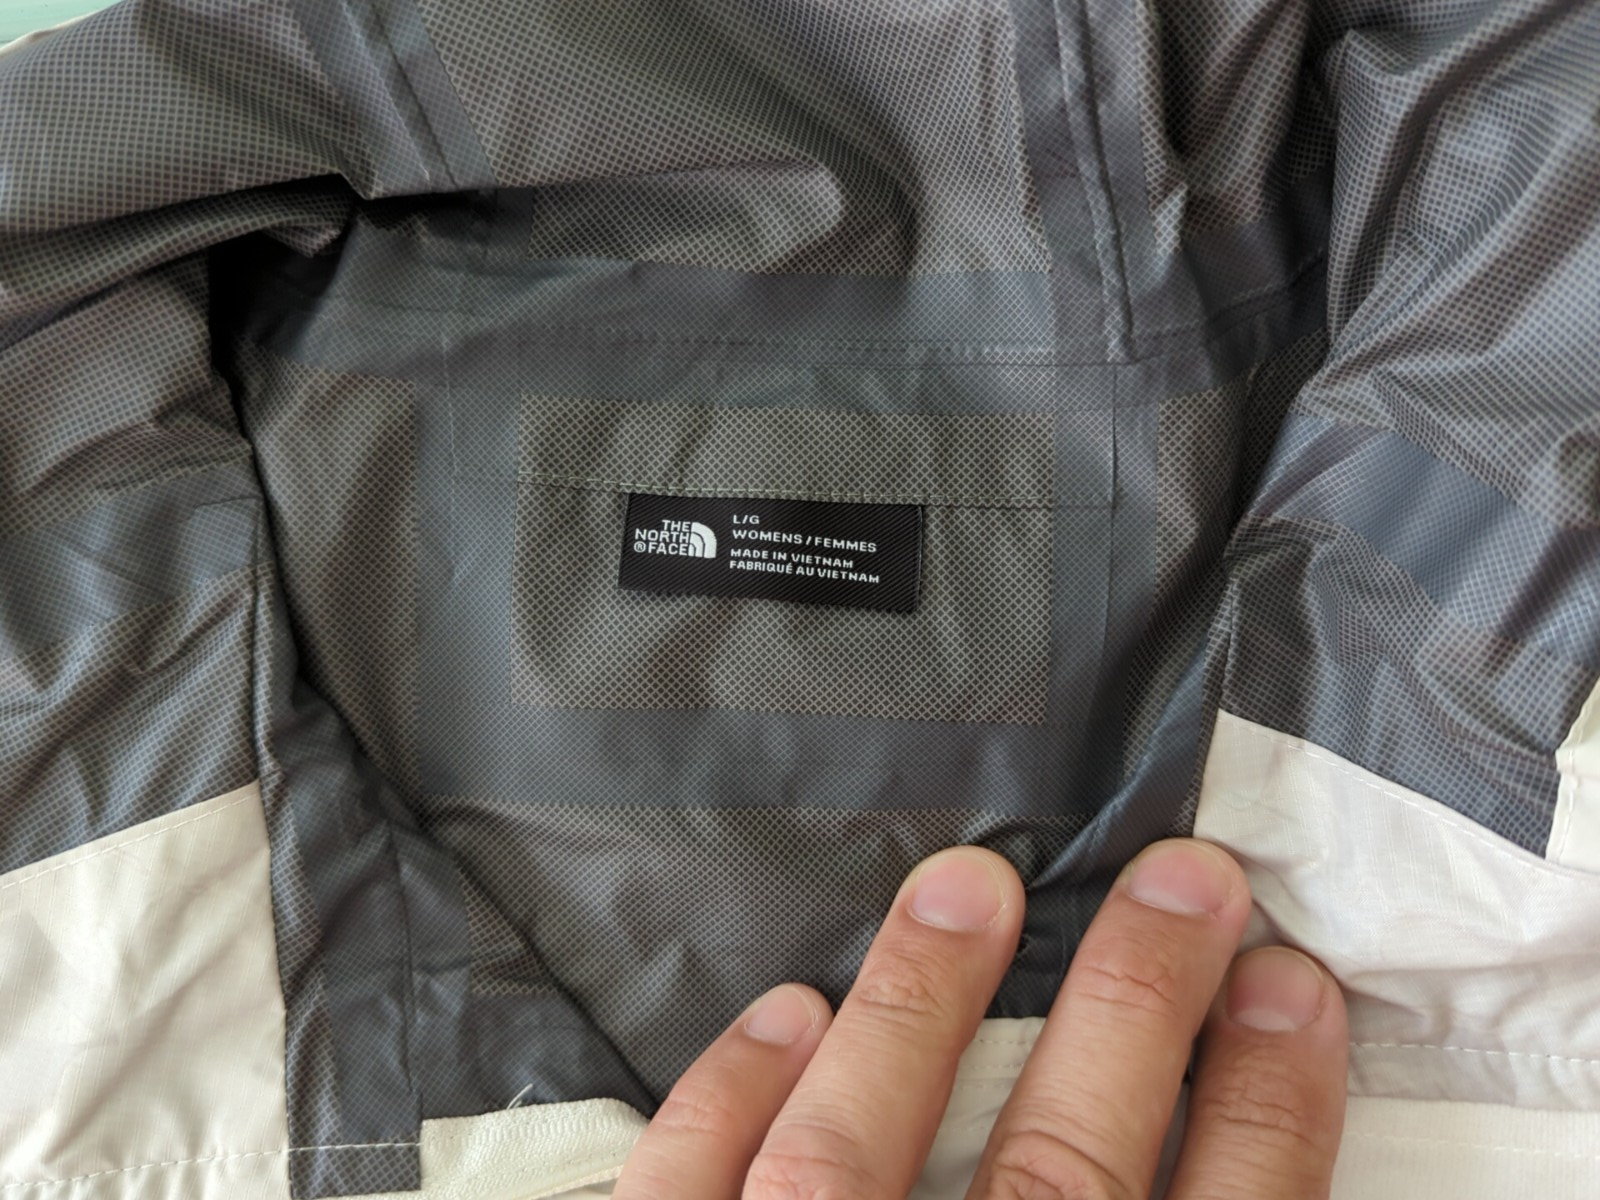 THE
NORTH
® FACE
L/G
WOMENS / FEMMES
MADE IN VIETNAM
FABRIQUÉ AU VIETNAM